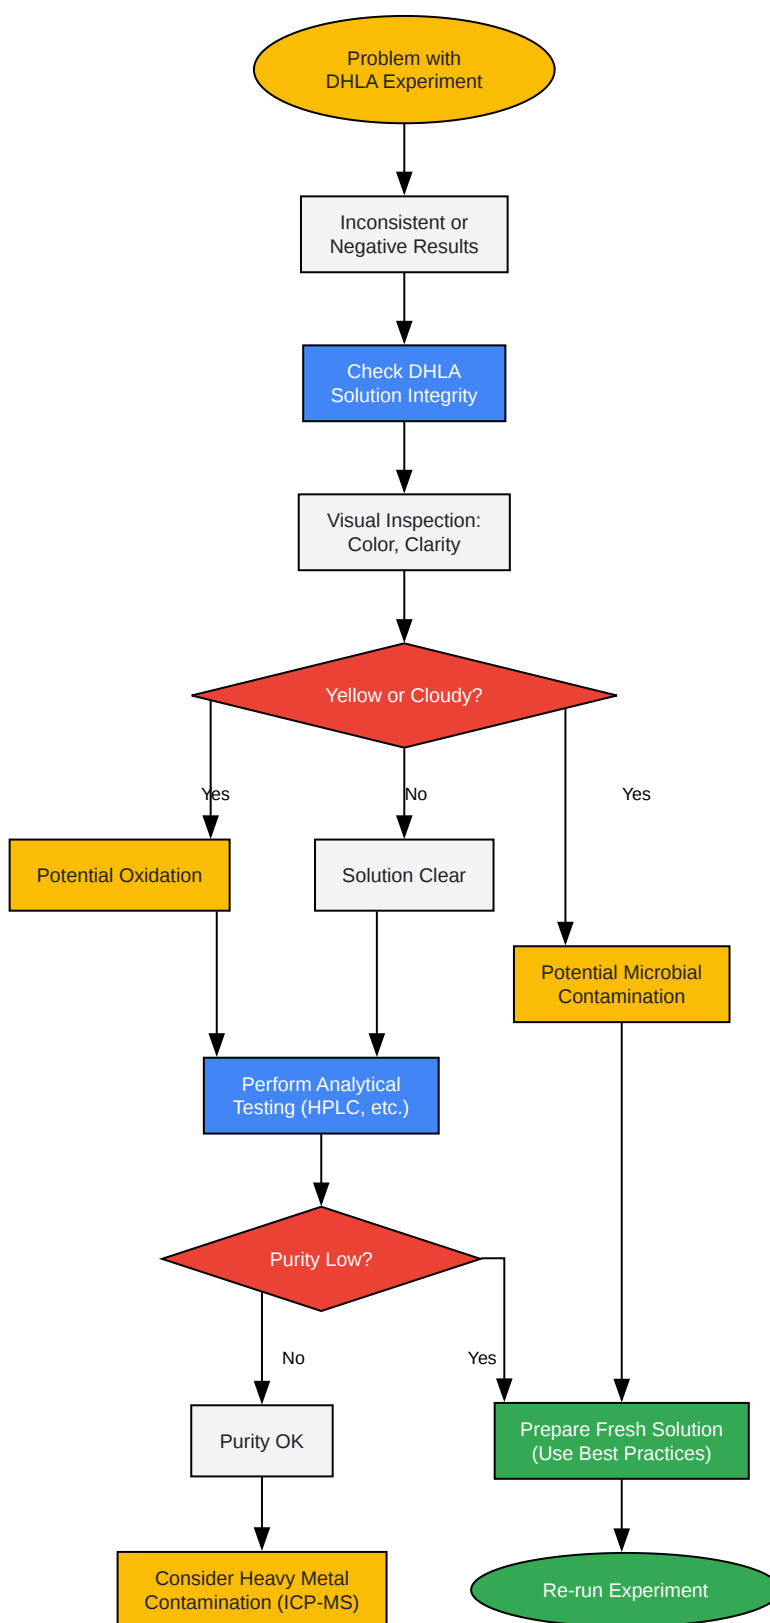 Problem with
DHLA Experiment
Inconsistent or
Negative Results
Check DHLA
Solution Integrity
Visual Inspection:
Color, Clarity
Yellow or Cloudy?
Yes
No
Yes
Potential Oxidation
Solution Clear
Potential Microbial
Contamination
Perform Analytical
Testing (HPLC, etc.)
Purity Low?
No
Yes
Purity OK
Prepare Fresh Solution
(Use Best Practices)
Consider Heavy Metal
Contamination (ICP-MS)
Re-run Experiment